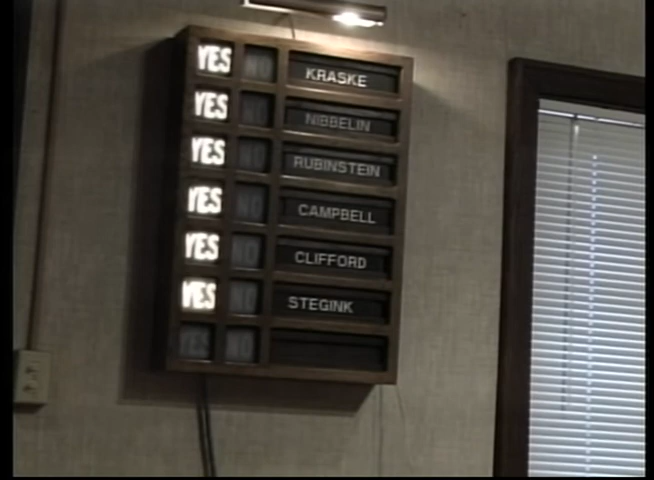 YES NO KRASKE
YES NO NIBBELIN
YES NO RUBINSTEIN
YES NO CAMPBELL
YES NO CLIFFORD
YES NO STEGINK
YES NO